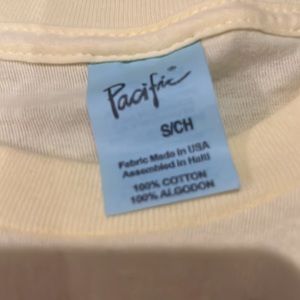 Pacific
S/CH
Fabric Made in USA
Assembled in Haiti
100% COTTON
100% ALGODON